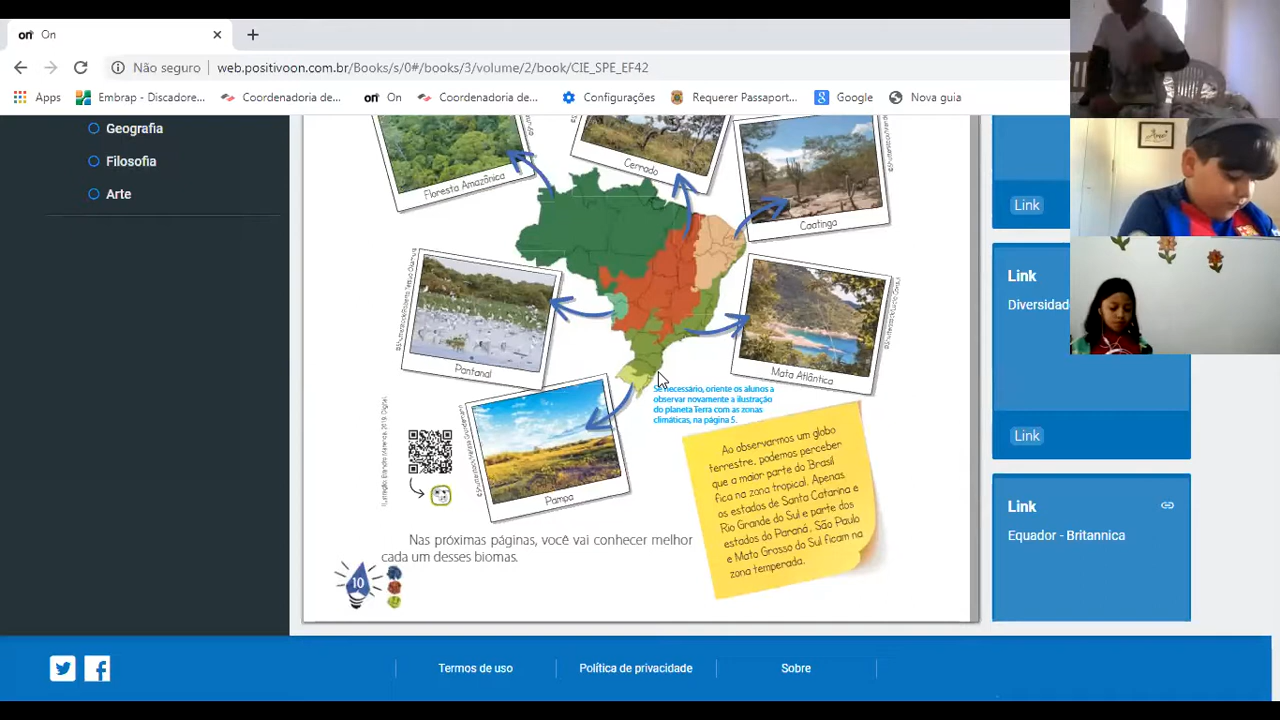 On
Não seguro
web.positivoon.com.br/Books/s/0#/books/3/volume/2/book/CIE_SPE_EF42
Apps
Embrap - Discadore...
Coordenadoria de...
On
Coordenadoria de...
Configurações
Requerer Passaport...
Google
Nova guia
Geografia
Filosofia
Arte
Floresta Amazônica
Cerrado
Caatinga
Pantanal
Mata Atlântica
Pampa
Se necessário, oriente os alunos a
observar novamente a ilustração
do planeta Terra com as zonas
climáticas, na página 5.
Ao observarmos um globo
terrestre, podemos perceber
que a maior parte do Brasil
fica na zona tropical. Apenas
os estados de Santa Catarina e
Rio Grande do Sul e parte dos
estados do Paraná, São Paulo
e Mato Grosso do Sul ficam na
zona temperada.
Nas próximas páginas, você vai conhecer melhor
cada um desses biomas.
10
Link
Link
Link
Link
Equador - Britannica
Termos de uso
Política de privacidade
Sobre